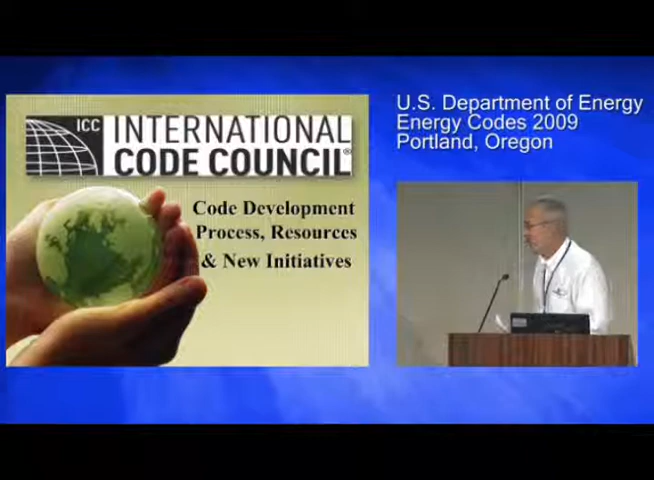 ICC INTERNATIONAL
CODE COUNCIL®
Code Development
Process, Resources
& New Initiatives
U.S. Department of Energy
Energy Codes 2009
Portland, Oregon